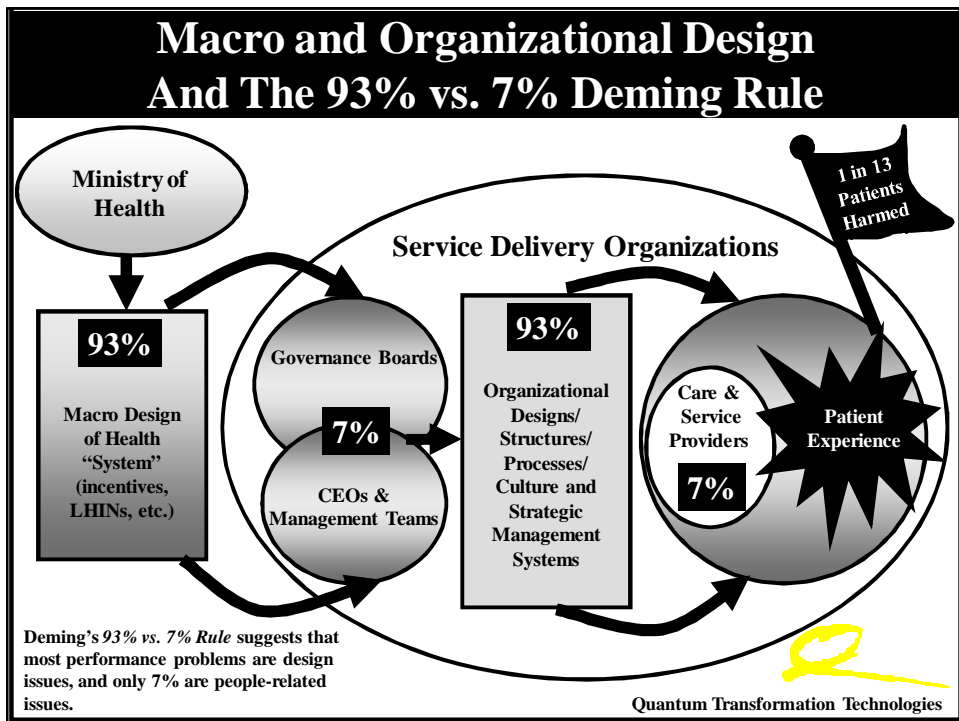 Macro and Organizational Design
And The 93% vs. 7% Deming Rule
Ministry of
Health
1 in 13
Patients
Harmed
Service Delivery Organizations
93%
Macro Design
of Health
“System”
(incentives,
LHINs, etc.)
Governance Boards
7%
CEOs &
Management Teams
93%
Organizational
Designs/
Structures/
Processes/
Culture and
Strategic
Management
Systems
Care &
Service
Providers
7%
Patient
Experience
Deming’s 93% vs. 7% Rule suggests that
most performance problems are design
issues, and only 7% are people-related
issues.
Quantum Transformation Technologies